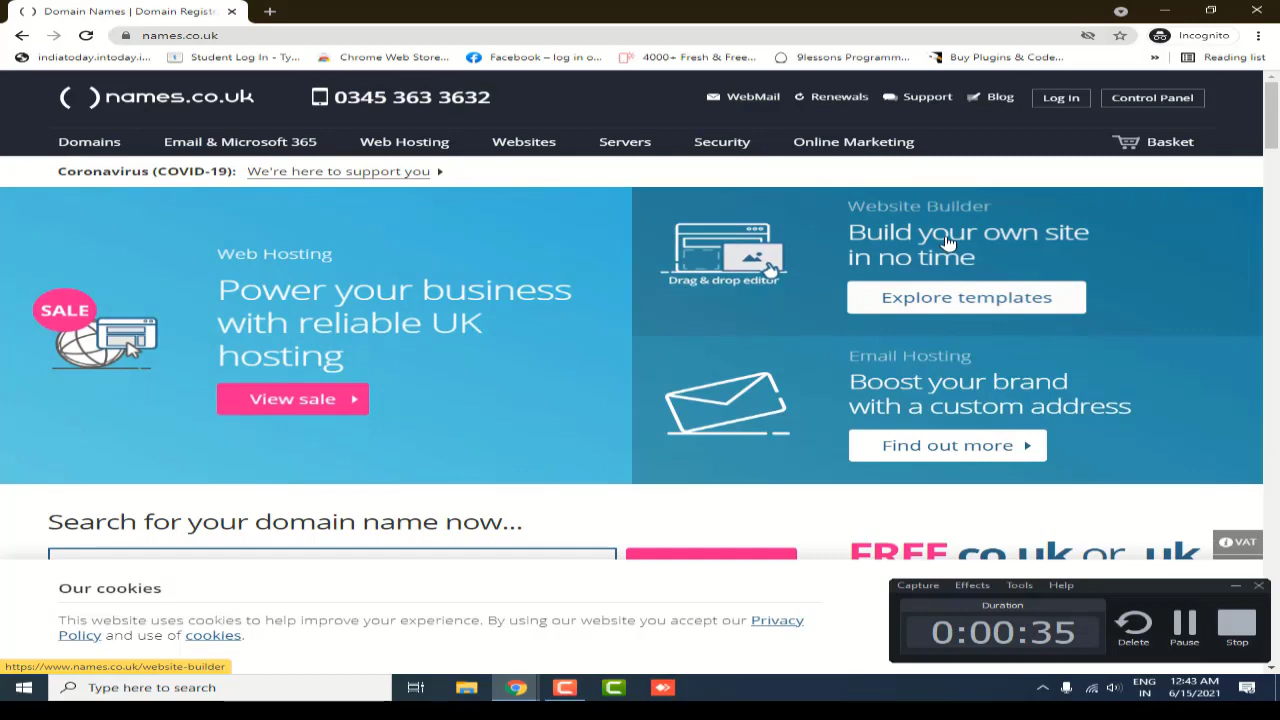 Domain Names | Domain Registr
names.co.uk
Incognito
indiatoday.intoday.i...
Student Log In - Ty...
Chrome Web Store...
Facebook – log in o...
4000+ Fresh & Free...
9lessons Programm...
Buy Plugins & Code...
»
Reading list
( ) names.co.uk
0345 363 3632
WebMail
Renewals
Support
Blog
Log In
Control Panel
Domains
Email & Microsoft 365
Web Hosting
Websites
Servers
Security
Online Marketing
Basket
Coronavirus (COVID-19): We're here to support you
Web Hosting
Power your business
with reliable UK
hosting
SALE
View sale
Website Builder
Build your own site
in no time
Drag & drop editor
Explore templates
Email Hosting
Boost your brand
with a custom address
Find out more
Search for your domain name now...
FREE co.uk or .uk
VAT
Our cookies
This website uses cookies to help improve your experience. By using our website you accept our Privacy
Policy and use of cookies.
Capture
Effects
Tools
Help
Duration
0:00:35
Delete
Pause
Stop
https://www.names.co.uk/website-builder
Type here to search
ENG
IN
12:43 AM
6/15/2021